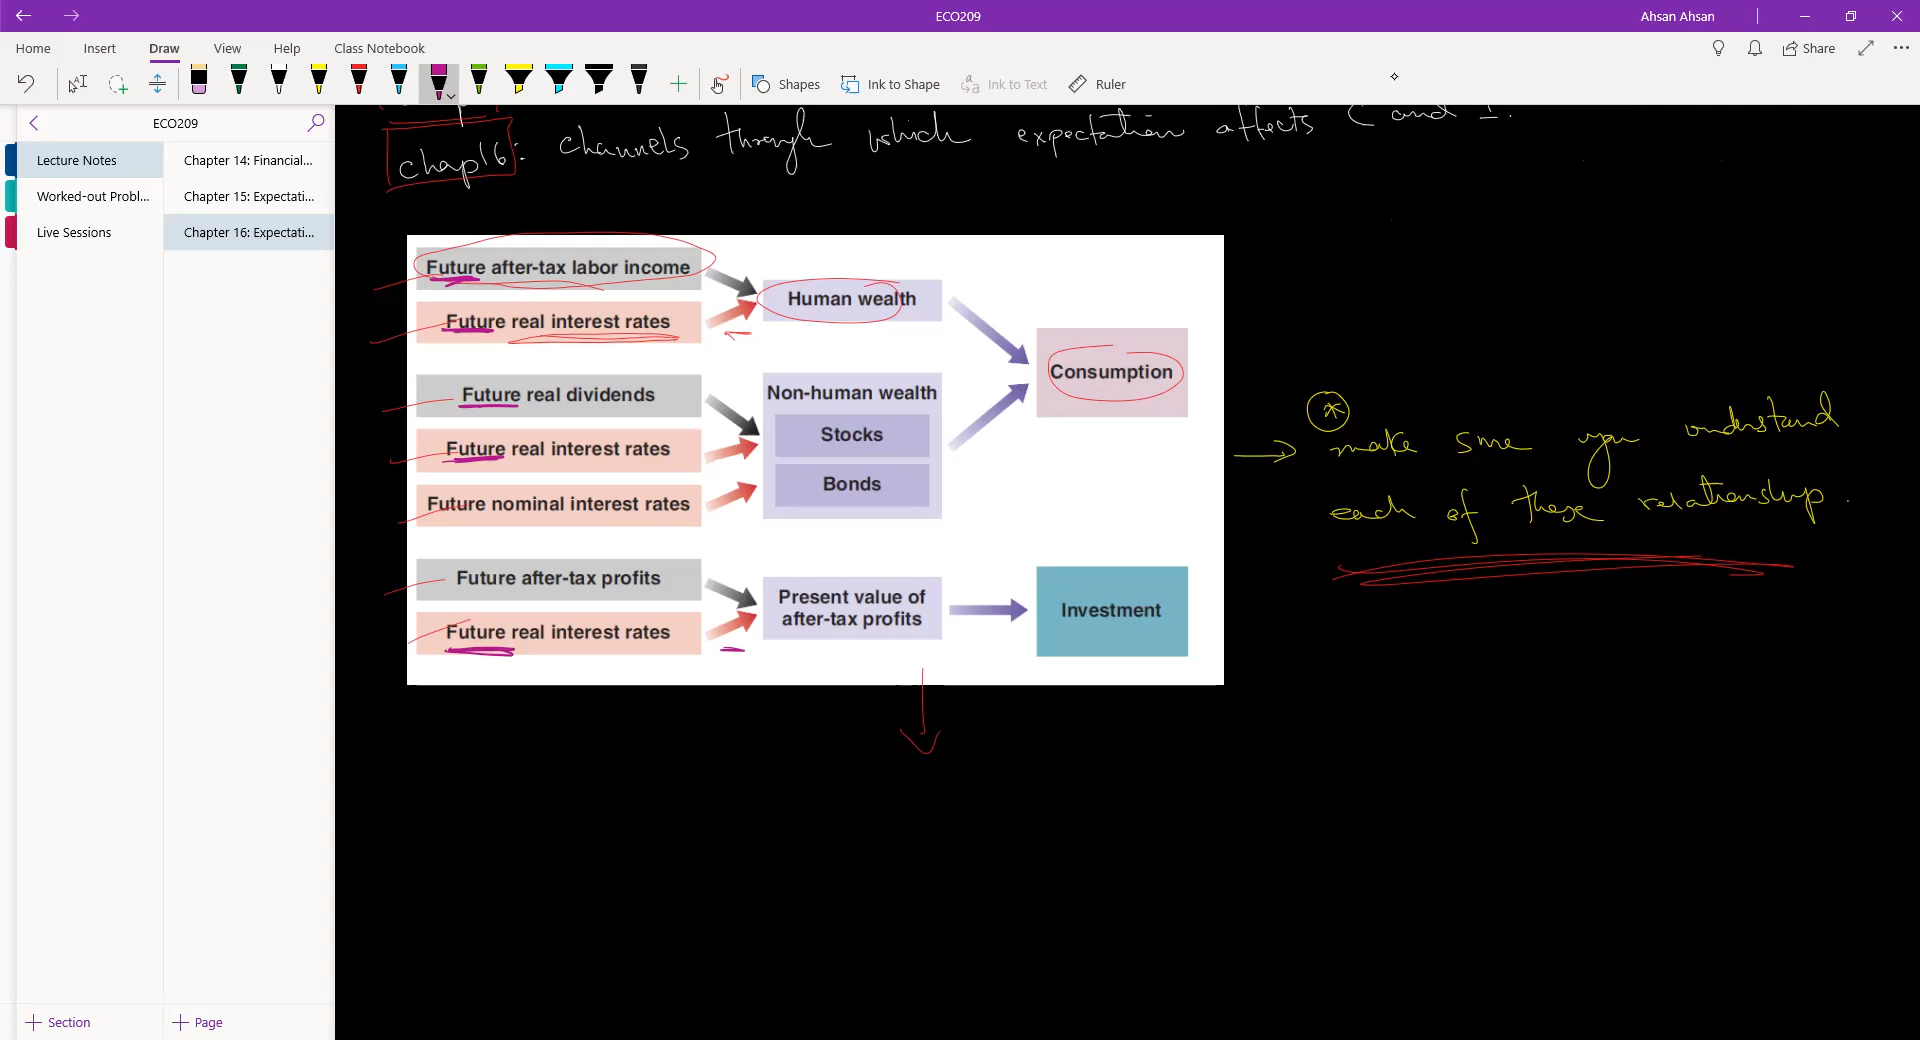 ECO209
Ahsan Ahsan
Home Insert Draw View Help Class Notebook
Share
Shapes Ink to Shape Ink to Text Ruler
ECO209
Lecture Notes
Worked-out Probl...
Live Sessions
Chapter 14: Financial...
Chapter 15: Expectati...
Chapter 16: Expectati...
Section
Page
chap 16: channels through which expectation affects C and I.
Future after-tax labor income
Future real interest rates
Human wealth
Future real dividends
Future real interest rates
Future nominal interest rates
Non-human wealth
Stocks
Bonds
Consumption
Future after-tax profits
Future real interest rates
Present value of
after-tax profits
Investment
make sure you understand
each of these relationship.